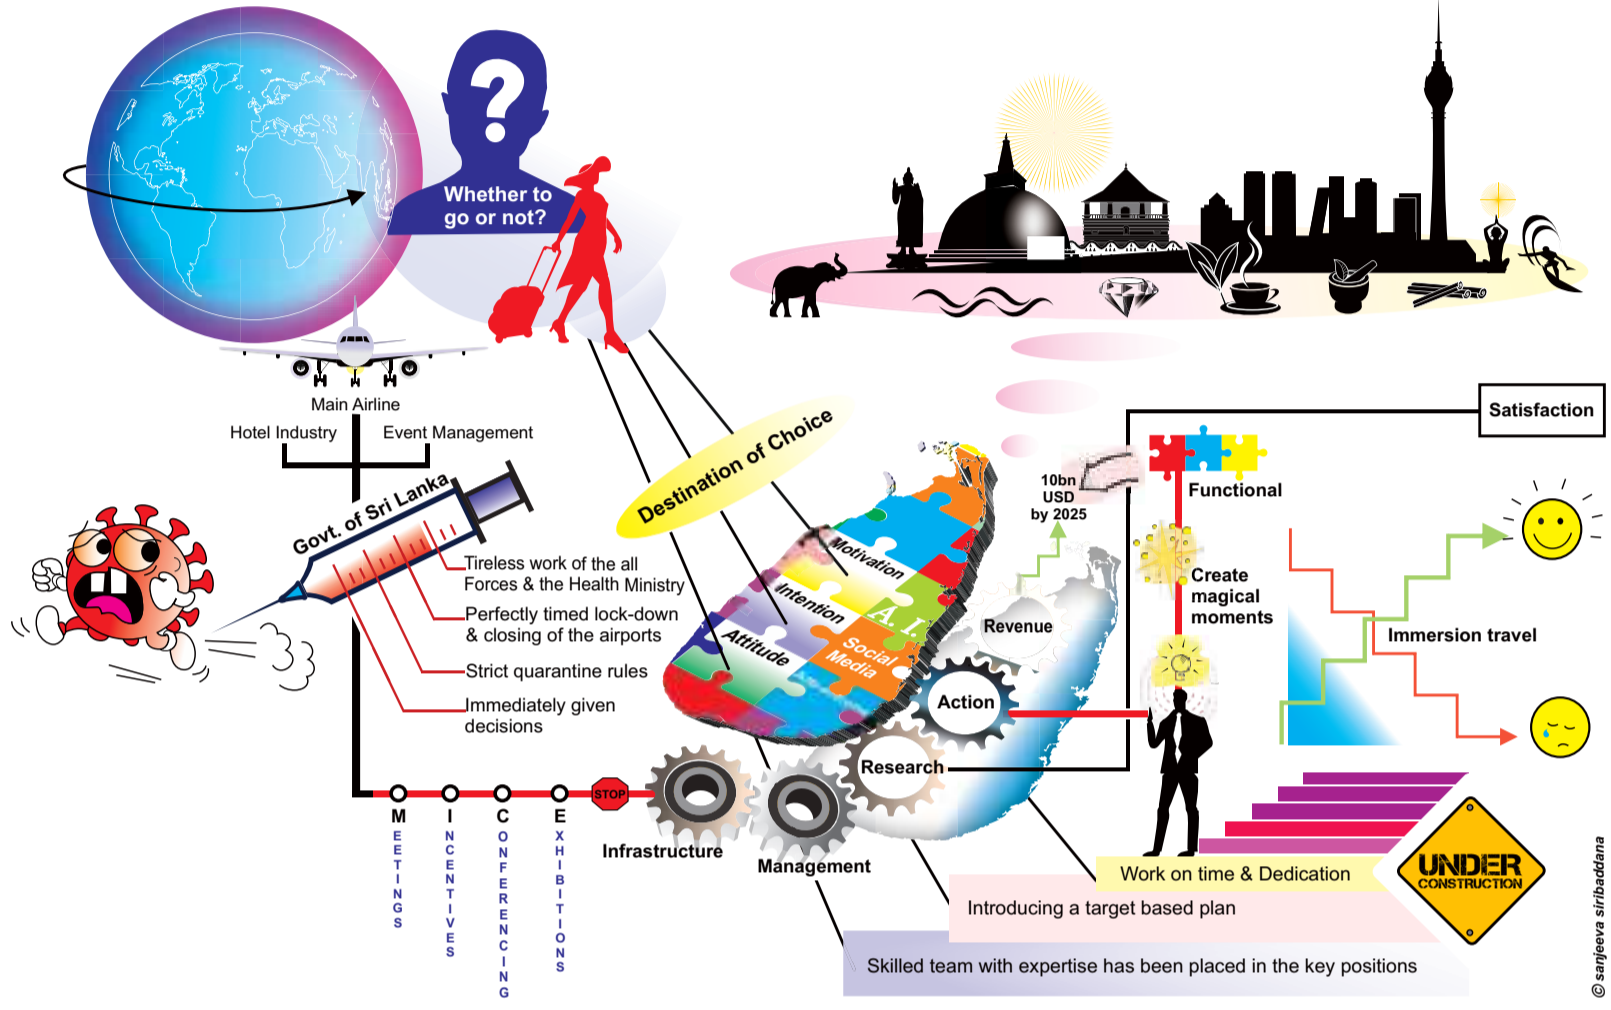 Whether to
go or not?
Main Airline
Hotel Industry
Event Management
Govt. of Sri Lanka
Tireless work of the all
Forces & the Health Ministry
Perfectly timed lock-down
& closing of the airports
Strict quarantine rules
Immediately given
decisions
Destination of Choice
Motivation
Intention
A I.
Attitude
Social
Media
10bn
USD
by 2025
Revenue
Action
Research
Satisfaction
Functional
Create
magical
moments
Immersion travel
STOP
MEETINGS
INCENTIVES
CONFERENCING
EXHIBITIONS
Infrastructure
Management
Work on time & Dedication
Introducing a target based plan
Skilled team with expertise has been placed in the key positions
UNDER
CONSTRUCTION
© sanjeeva siribaddana